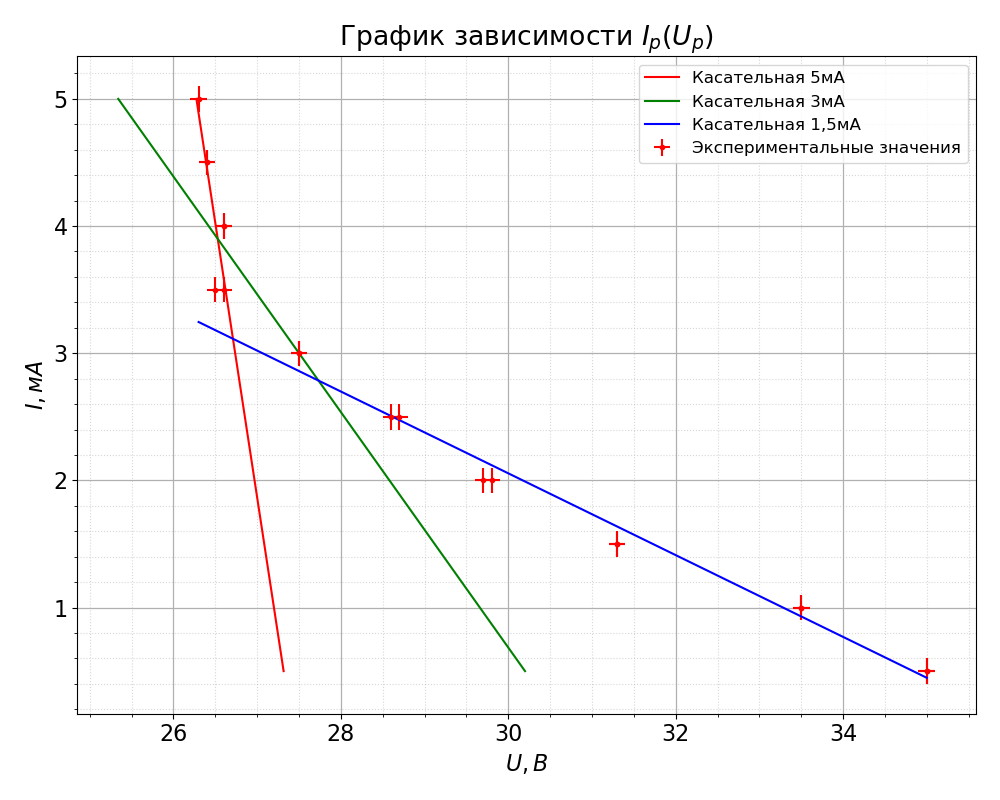 График зависимости I_p(U_p)
Касательная 5мА
Касательная 3мА
Касательная 1,5мА
Экспериментальные значения
I, мА
5
4
3
2
1
26 28 30 32 34
U, В